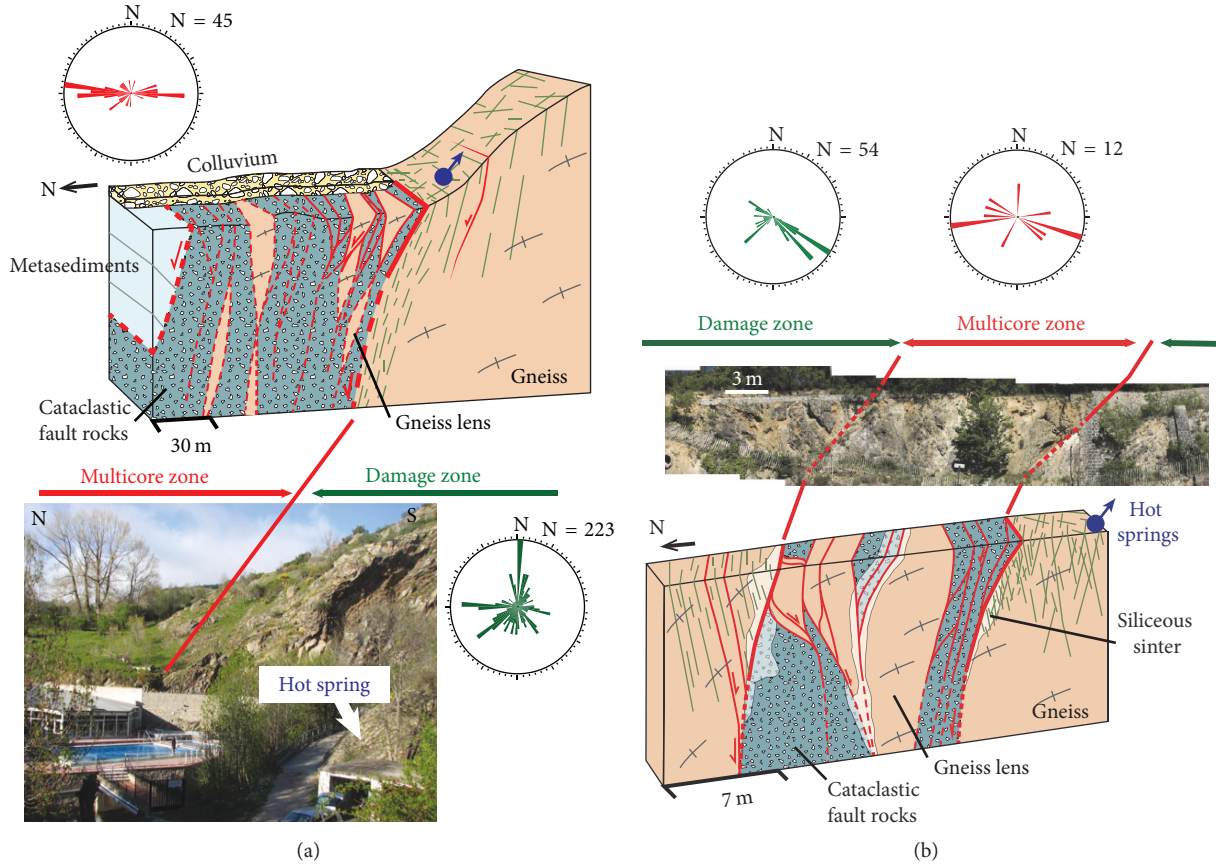 N
N = 45
Colluvium
N
Metasediments
Gneiss
Cataclastic
fault rocks
Gneiss lens
30 m
Multicore zone
Damage zone
N
S
N
N = 223
Hot spring
(a)
N
N = 54
N
N = 12
Damage zone
Multicore zone
3 m
N
Hot
springs
Siliceous
sinter
Gneiss
Gneiss lens
7 m
Cataclastic
fault rocks
(b)